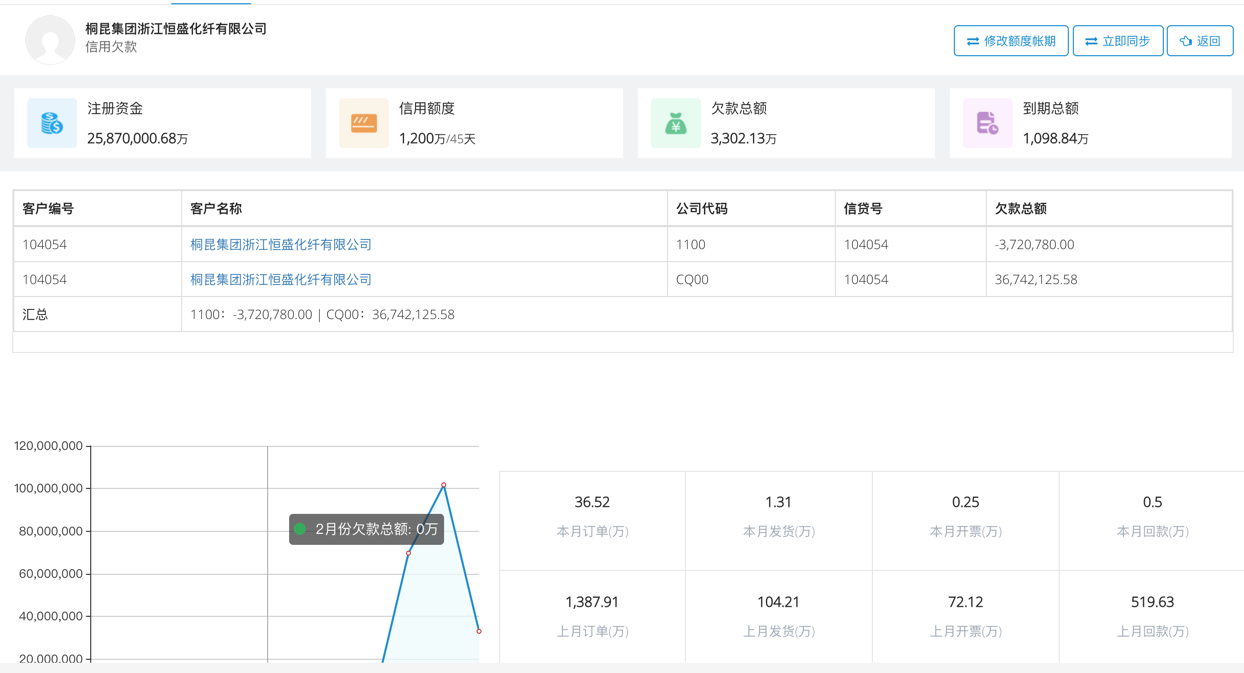 桐昆集团浙江恒盛化纤有限公司
信用欠款
修改额度帐期 立即同步 返回
注册资金
25,870,000.68万
信用额度
1,200万/45天
欠款总额
3,302.13万
到期总额
1,098.84万
客户编号 客户名称 公司代码 信贷号 欠款总额
104054 桐昆集团浙江恒盛化纤有限公司 1100 104054 -3,720,780.00
104054 桐昆集团浙江恒盛化纤有限公司 CQ00 104054 36,742,125.58
汇总 1100：-3,720,780.00 | CQ00：36,742,125.58
120,000,000
100,000,000
80,000,000
60,000,000
40,000,000
20,000,000
2月份欠款总额: 0万
36.52 1.31 0.25 0.5
本月订单(万) 本月发货(万) 本月开票(万) 本月回款(万)
1,387.91 104.21 72.12 519.63
上月订单(万) 上月发货(万) 上月开票(万) 上月回款(万)